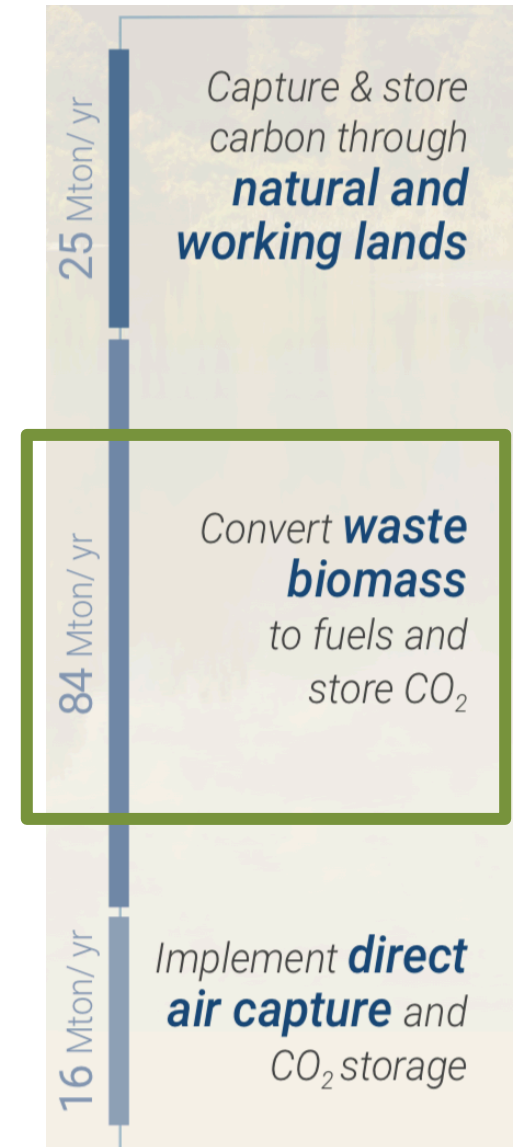 25 Mton/ yr
Capture & store
carbon through
natural and
working lands
84 Mton/ yr
Convert waste
biomass
to fuels and
store CO₂
16 Mton/ yr
Implement direct
air capture and
CO₂ storage